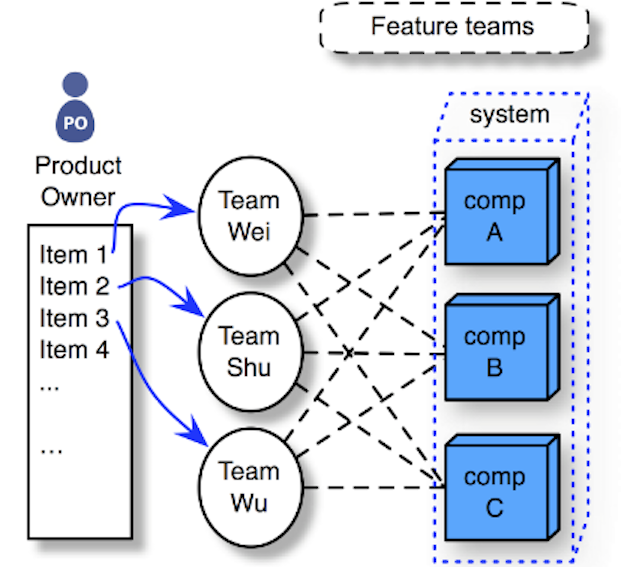 Feature teams
PO
Product
Owner
Item 1
Item 2
Item 3
Item 4
...
...
Team
Wei
Team
Shu
Team
Wu
system
comp
A
comp
B
comp
C